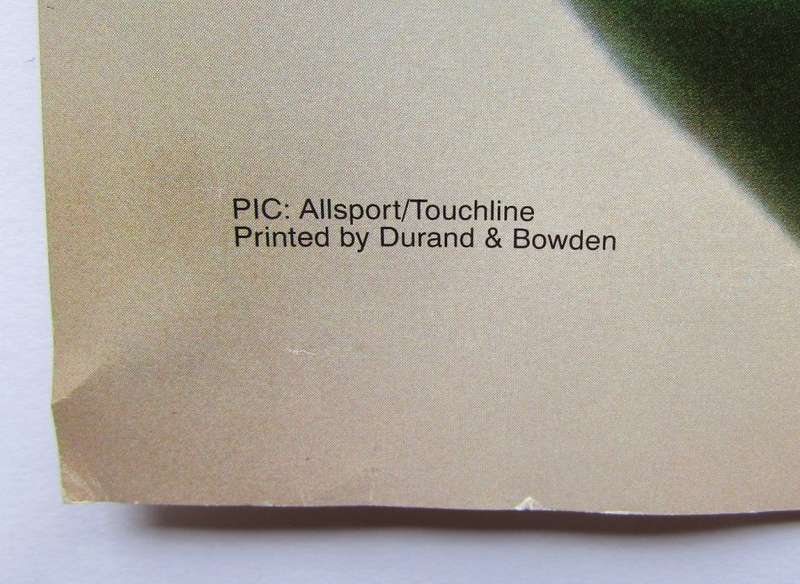 PIC: Allsport/Touchline
Printed by Durand & Bowden